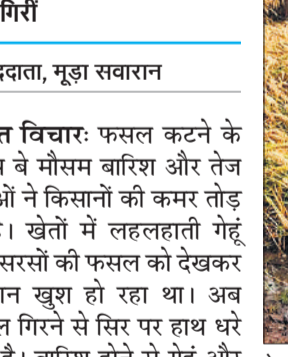 गिरीं
दाता, मूड़ा सवारान
विचारः फसल कटने के
बे मौसम बारिश और तेज
ओं ने किसानों की कमर तोड़
। खेतों में लहलहाती गेहूं
सरसों की फसल को देखकर
खुश हो रहा था। अब
गिरने से सिर पर हाथ धरे